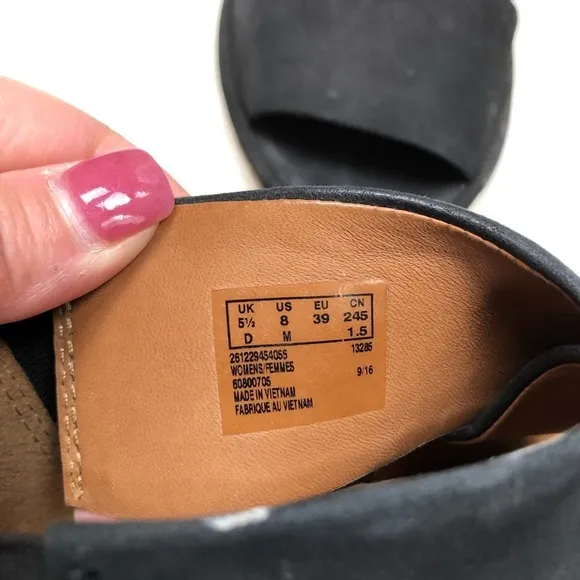 UK US EU CN
5½ 8 39 245
D M 1.5
261229454055 13285
WOMENS/FEMMES
60800705 9/16
MADE IN VIETNAM
FABRIQUE AU VIETNAM